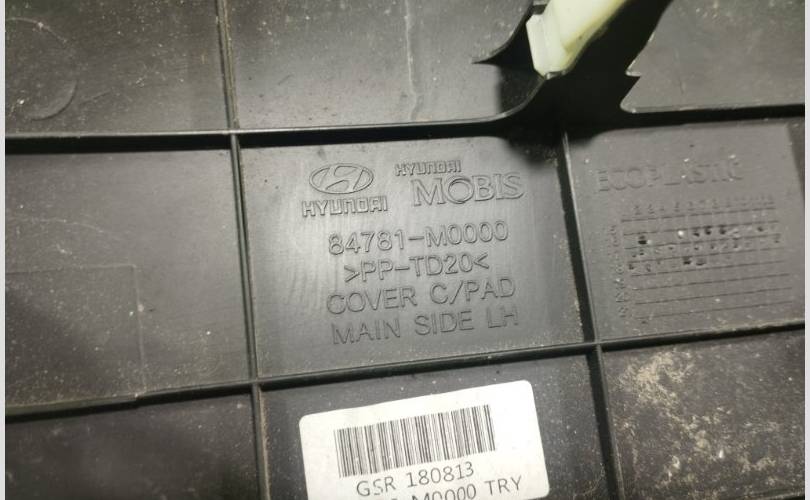 HYUNDAI
HYUNDAI
MOBIS
84781-M0000
>PP-TD20<
COVER C/PAD
MAIN SIDE LH
ECOPLASTIC
GSR 180813
M0000 TRY